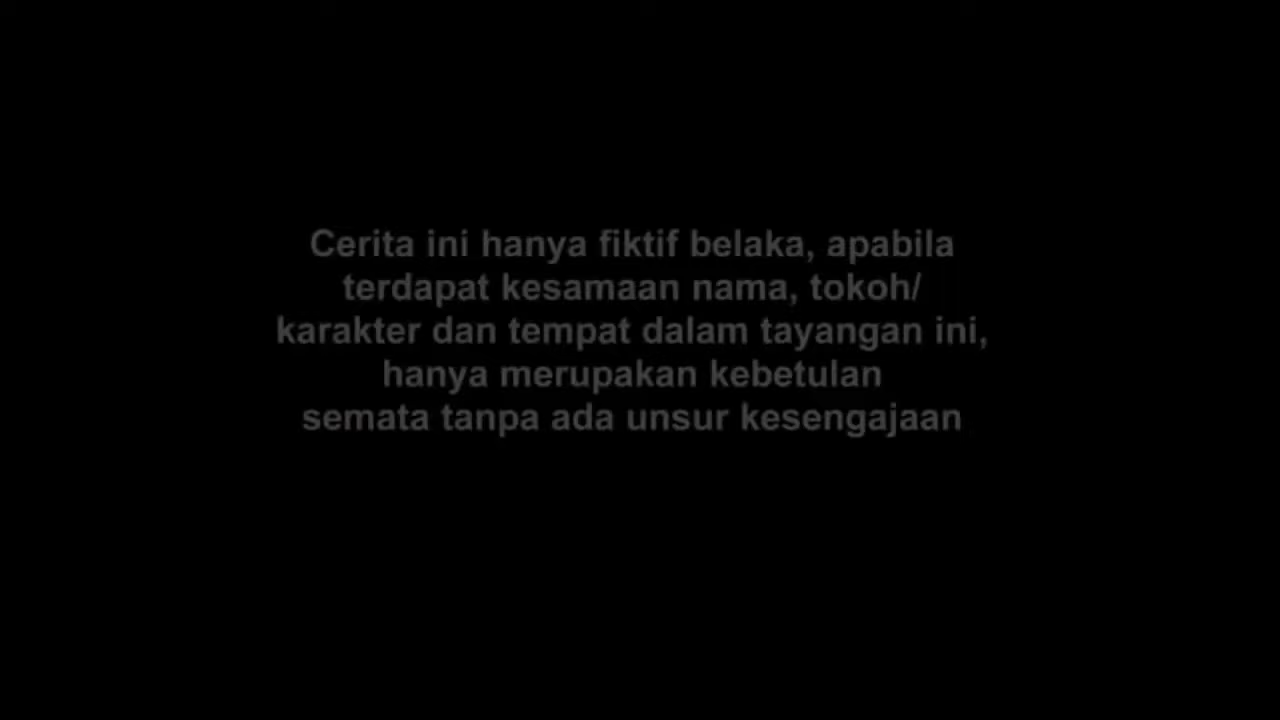 Cerita ini hanya fiktif belaka, apabila
terdapat kesamaan nama, tokoh/
karakter dan tempat dalam tayangan ini,
hanya merupakan kebetulan
semata tanpa ada unsur kesengajaan